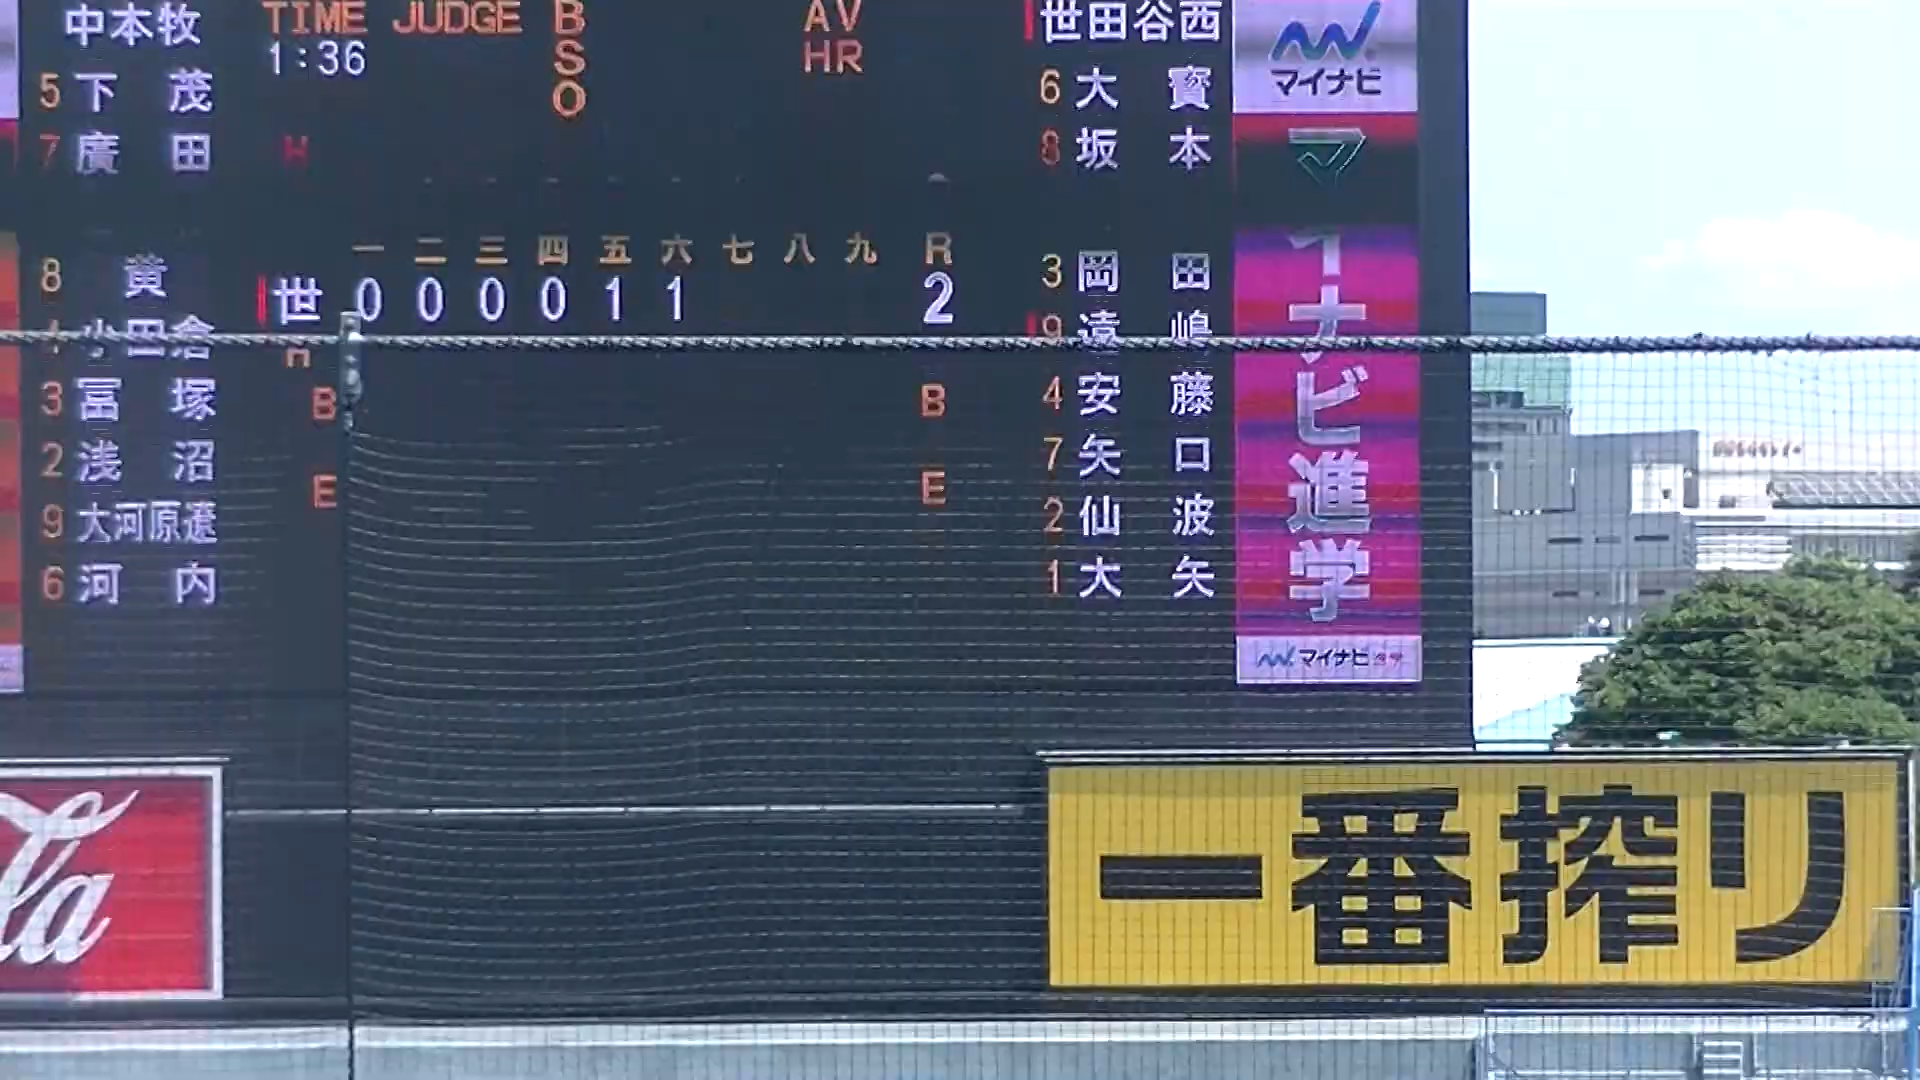 中本牧
TIME JUDGE
1:36
B
S
O
AV
HR
世田谷西
5 下 茂
7 廣 田
H
8 黄
4 小田倉
3 冨 塚
2 浅 沼
9 大河原遼
6 河 内
一 二 三 四 五 六 七 八 九 R
世 0 0 0 0 1 1 2
H
B
E
B
E
6 大 寳
8 坂 本
3 岡 田
9 遠 嶋
4 安 藤
7 矢 口
2 仙 波
1 大 矢
マイナビ
マ
イナビ進学
マイナビ進学
一番搾り